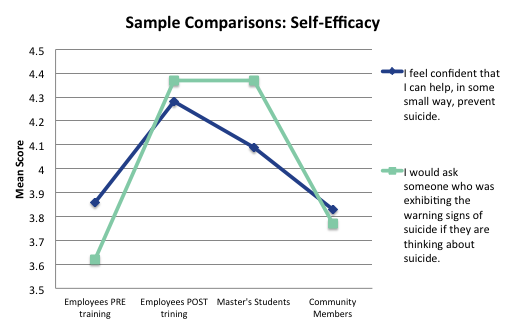 Sample Comparisons: Self-Efficacy
4.5
4.4
4.3
4.2
4.1
4
3.9
3.8
3.7
3.6
3.5
Mean Score
Employees PRE
training
Employees POST
trining
Master's Students
Community
Members
I feel confident that
I can help, in some
small way, prevent
suicide.
I would ask
someone who was
exhibiting the
warning signs of
suicide if they are
thinking about
suicide.